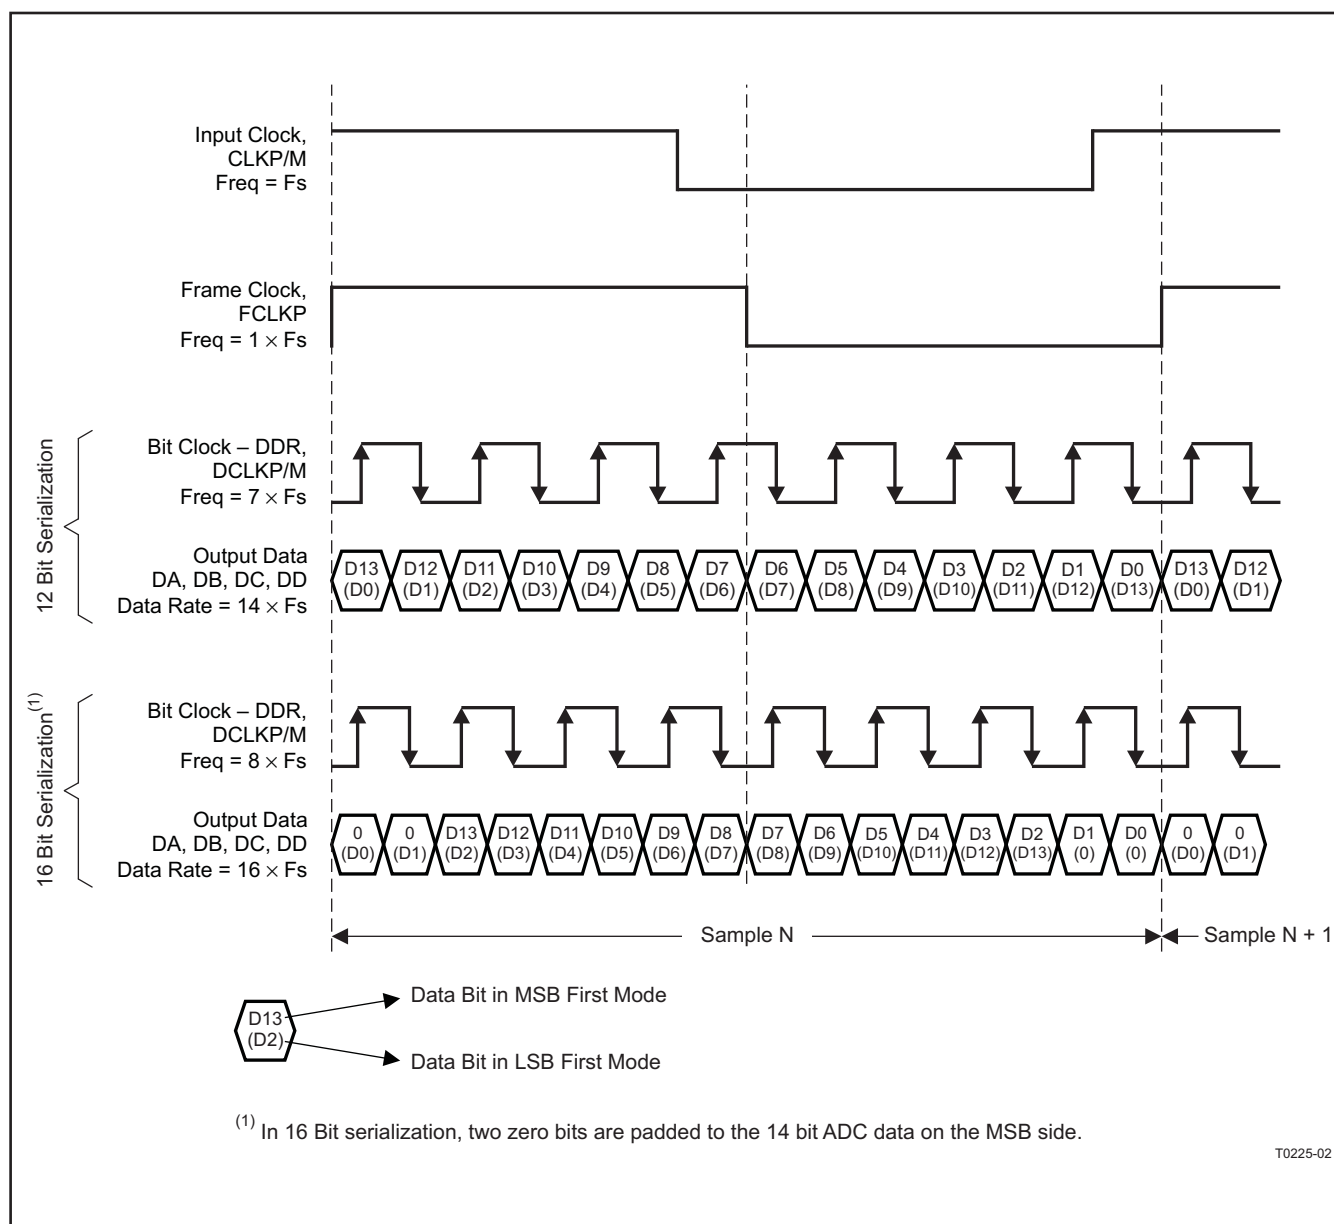 Input Clock,
CLKP/M
Freq = Fs
Frame Clock,
FCLKP
Freq = 1 × Fs
12 Bit Serialization
Bit Clock – DDR,
DCLKP/M
Freq = 7 × Fs
Output Data
DA, DB, DC, DD
Data Rate = 14 × Fs
D13 D12 D11 D10 D9 D8 D7 D6 D5 D4 D3 D2 D1 D0 D13 D12
(D0) (D1) (D2) (D3) (D4) (D5) (D6) (D7) (D8) (D9) (D10) (D11) (D12) (D13) (D0) (D1)
16 Bit Serialization(1)
Bit Clock – DDR,
DCLKP/M
Freq = 8 × Fs
Output Data
DA, DB, DC, DD
Data Rate = 16 × Fs
0 0 D13 D12 D11 D10 D9 D8 D7 D6 D5 D4 D3 D2 D1 D0 0 0
(D0) (D1) (D2) (D3) (D4) (D5) (D6) (D7) (D8) (D9) (D10) (D11) (D12) (D13) (0) (0) (D0) (D1)
Sample N
Sample N + 1
D13
(D2)
Data Bit in MSB First Mode
Data Bit in LSB First Mode
(1) In 16 Bit serialization, two zero bits are padded to the 14 bit ADC data on the MSB side.
T0225-02